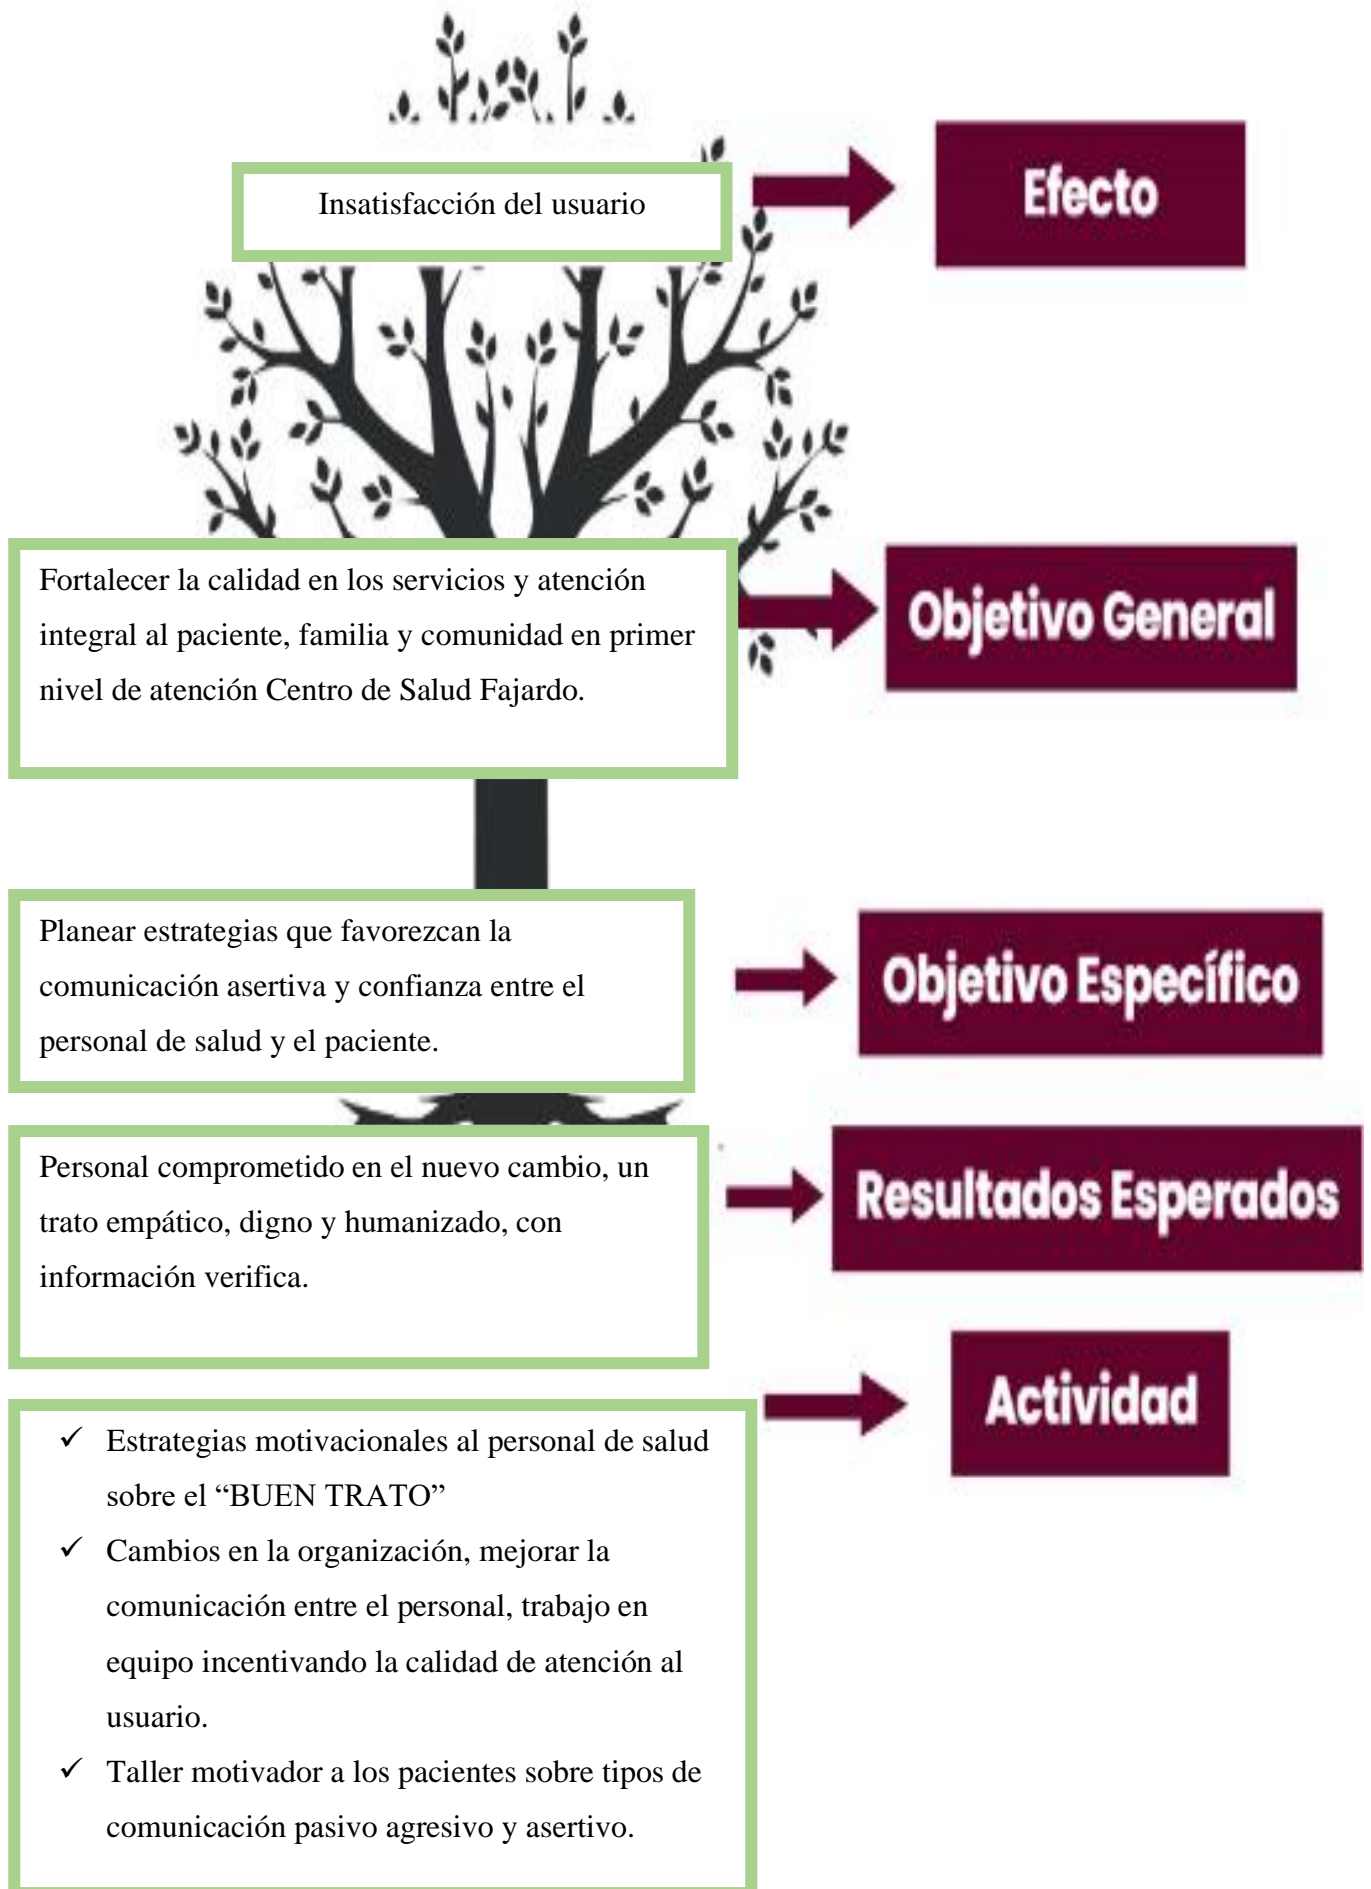 Insatisfacción del usuario
Efecto
Fortalecer la calidad en los servicios y atención
integral al paciente, familia y comunidad en primer
nivel de atención Centro de Salud Fajardo.
Objetivo General
Planear estrategias que favorezcan la
comunicación asertiva y confianza entre el
personal de salud y el paciente.
Objetivo Específico
Personal comprometido en el nuevo cambio, un
trato empático, digno y humanizado, con
información verifica.
Resultados Esperados
Actividad
✓ Estrategias motivacionales al personal de salud
sobre el “BUEN TRATO”
✓ Cambios en la organización, mejorar la
comunicación entre el personal, trabajo en
equipo incentivando la calidad de atención al
usuario.
✓ Taller motivador a los pacientes sobre tipos de
comunicación pasivo agresivo y asertivo.